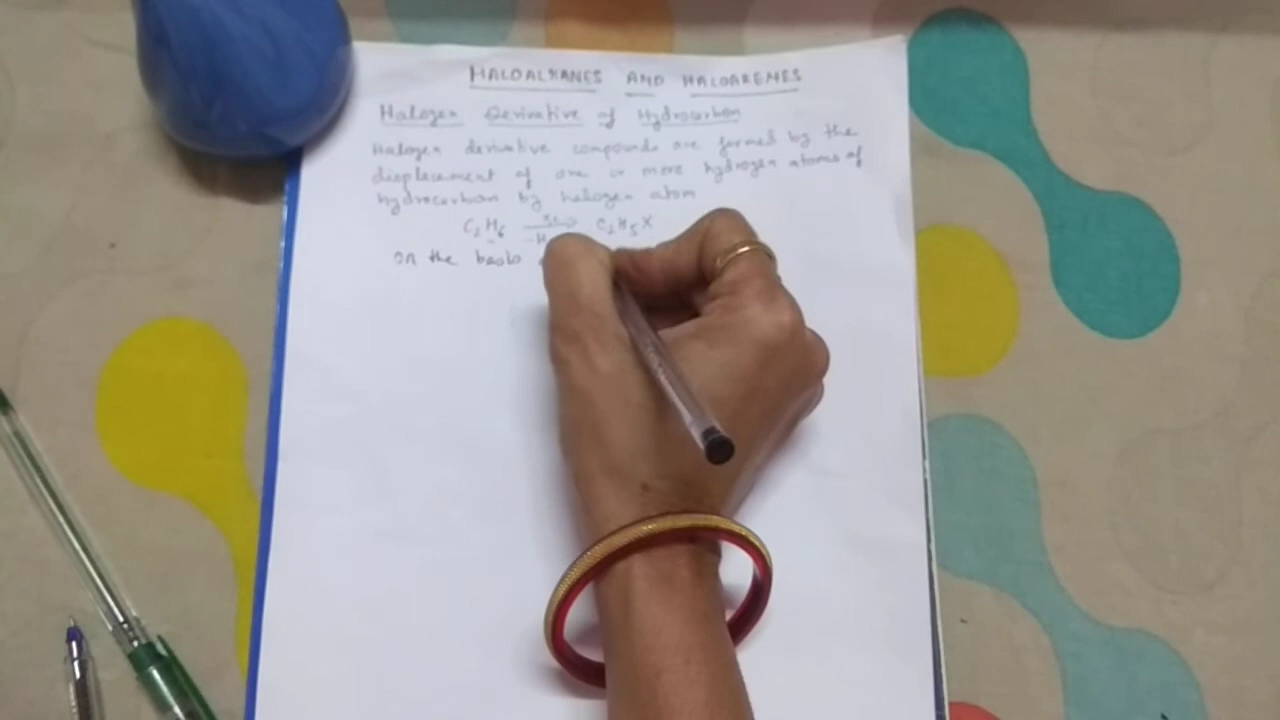 HALOALKANES AND HALOARENES
Halogen Derivative of Hydrocarbon
Halogen derivative compounds are formed by the
displacement of one or more hydrogen atoms of
hydrocarbon by halogen atom
C₂H₆ C₂H₅X
on the basis